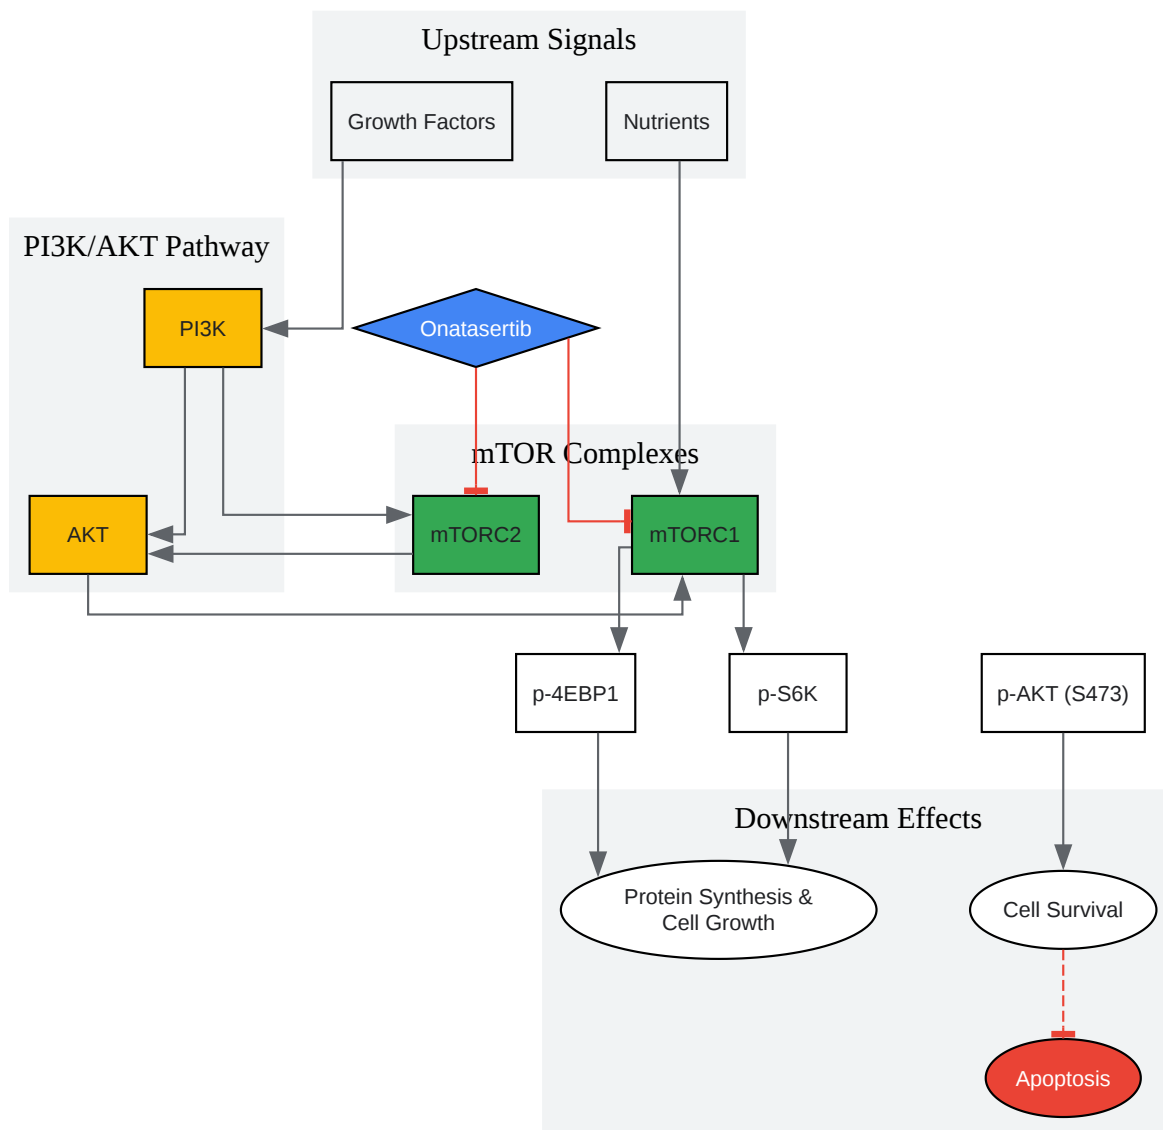 Upstream Signals
Growth Factors
Nutrients
PI3K/AKT Pathway
PI3K
Onatasertib
mTOR Complexes
AKT
mTORC2
mTORC1
p-4EBP1
p-S6K
p-AKT (S473)
Downstream Effects
Protein Synthesis &
Cell Growth
Cell Survival
Apoptosis